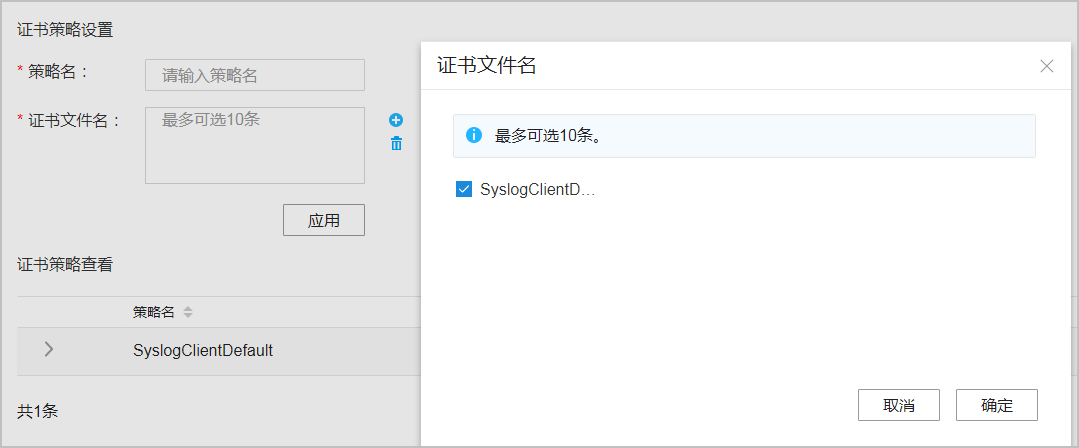 证书策略设置
* 策略名：
请输入策略名
* 证书文件名：
最多可选10条
应用
证书策略查看
策略名
SyslogClientDefault
共1条
证书文件名
最多可选10条。
SyslogClientD…
取消
确定